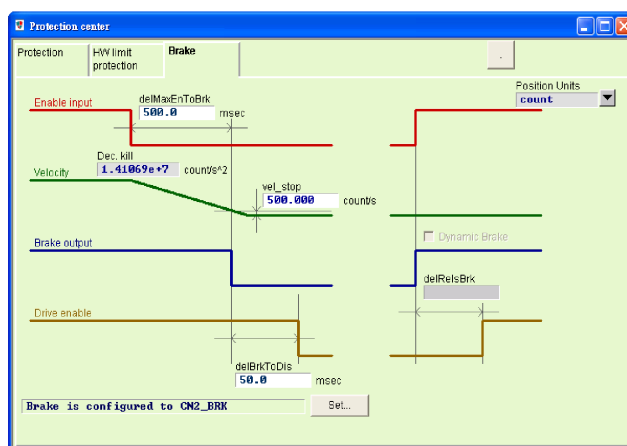 Protection center
Protection
HW limit
protection
Brake
.
Position Units
count
Enable input
delMaxEnToBrk
500.0 msec
Dec. kill
1.41069e+7 count/s^2
Velocity
vel_stop
500.000 count/s
Brake output
Dynamic Brake
delRelsBrk
Drive enable
delBrkToDis
50.0 msec
Brake is configured to CN2_BRK
Set...